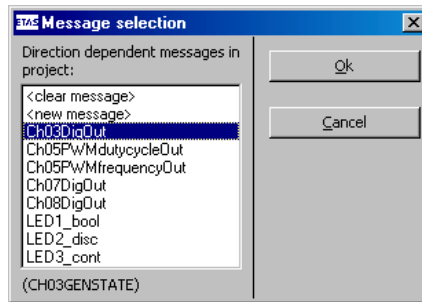 ETAS Message selection
Direction dependent messages in
project:
<clear message>
<new message>
Ch03DigOut
Ch05PWMdutycycleOut
Ch05PWMfrequencyOut
Ch07DigOut
Ch08DigOut
LED1_bool
LED2_disc
LED3_cont
(CH03GENSTATE)
Ok
Cancel